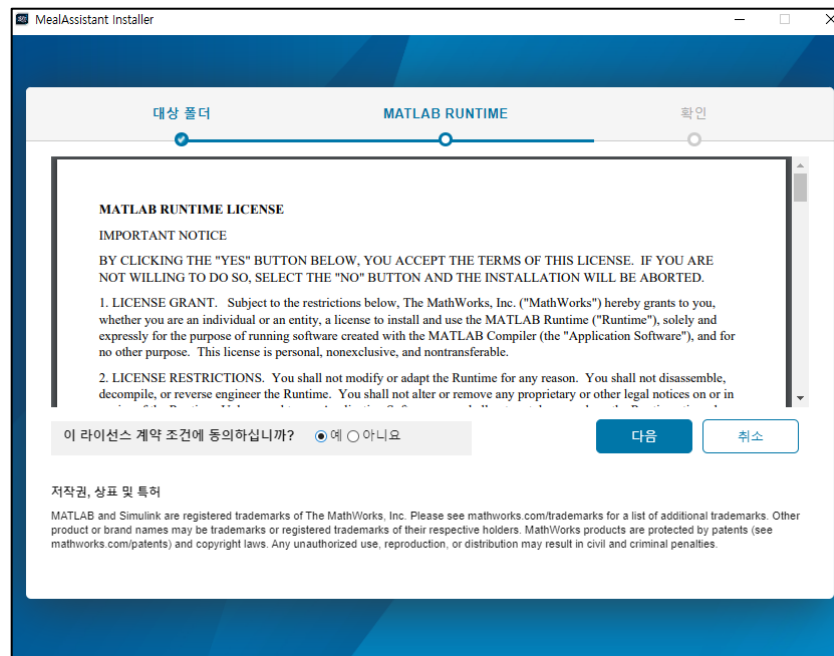 MealAssistant Installer
대상 폴더
MATLAB RUNTIME
확인
MATLAB RUNTIME LICENSE
IMPORTANT NOTICE
BY CLICKING THE "YES" BUTTON BELOW, YOU ACCEPT THE TERMS OF THIS LICENSE. IF YOU ARE
NOT WILLING TO DO SO, SELECT THE "NO" BUTTON AND THE INSTALLATION WILL BE ABORTED.
1. LICENSE GRANT. Subject to the restrictions below, The MathWorks, Inc. ("MathWorks") hereby grants to you,
whether you are an individual or an entity, a license to install and use the MATLAB Runtime ("Runtime"), solely and
expressly for the purpose of running software created with the MATLAB Compiler (the "Application Software"), and for
no other purpose. This license is personal, nonexclusive, and nontransferable.
2. LICENSE RESTRICTIONS. You shall not modify or adapt the Runtime for any reason. You shall not disassemble,
decompile, or reverse engineer the Runtime. You shall not alter or remove any proprietary or other legal notices on or in
이 라이선스 계약 조건에 동의하십니까? 예 아니요
다음
취소
저작권, 상표 및 특허
MATLAB and Simulink are registered trademarks of The MathWorks, Inc. Please see mathworks.com/trademarks for a list of additional trademarks. Other
product or brand names may be trademarks or registered trademarks of their respective holders. MathWorks products are protected by patents (see
mathworks.com/patents) and copyright laws. Any unauthorized use, reproduction, or distribution may result in civil and criminal penalties.